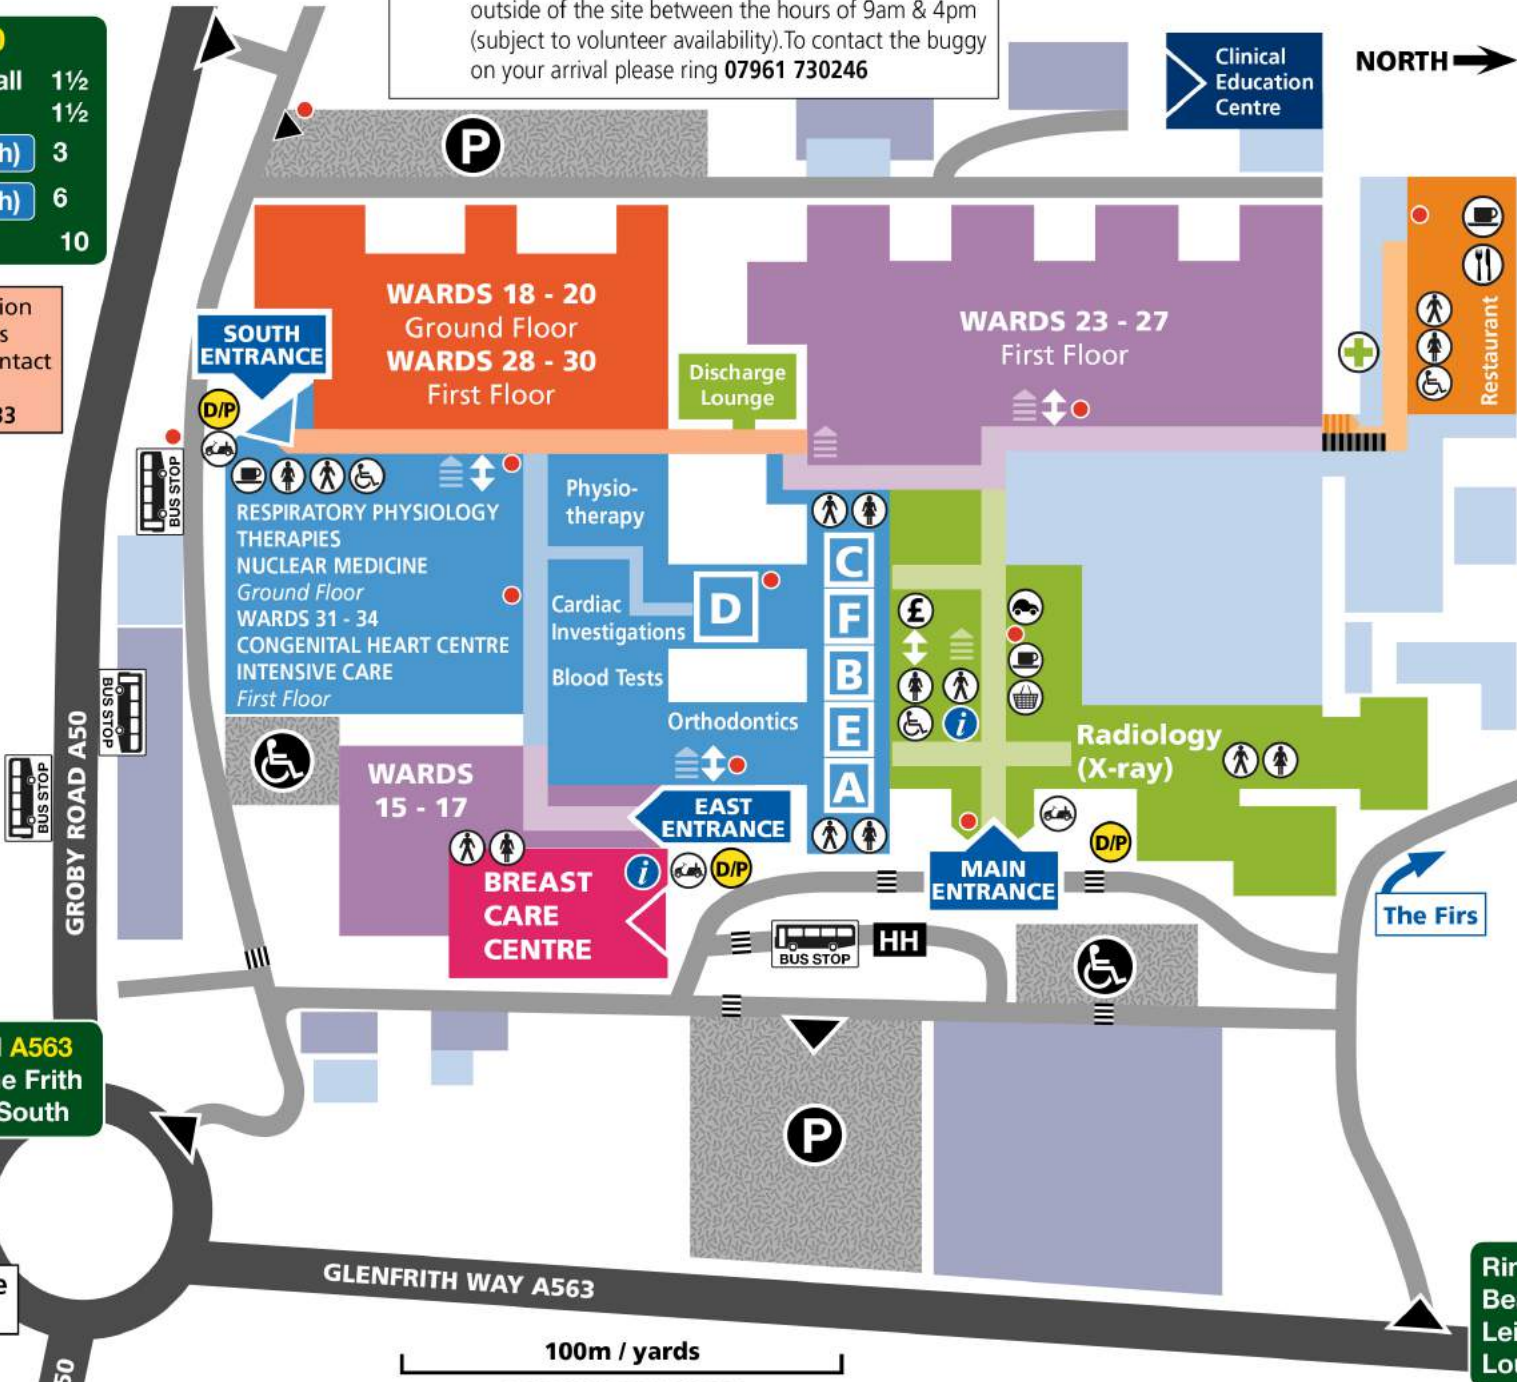 outside of the site between the hours of 9am & 4pm
(subject to volunteer availability).To contact the buggy
on your arrival please ring 07961 730246
1½
1½
3
6
10
Clinical
Education
Centre
NORTH
P
WARDS 18 - 20
Ground Floor
WARDS 28 - 30
First Floor
SOUTH
ENTRANCE
Discharge
Lounge
WARDS 23 - 27
First Floor
Restaurant
D/P
BUS STOP
RESPIRATORY PHYSIOLOGY
THERAPIES
NUCLEAR MEDICINE
Ground Floor
WARDS 31 - 34
CONGENITAL HEART CENTRE
INTENSIVE CARE
First Floor
Physio-
therapy
Cardiac
Investigations
Blood Tests
D
Orthodontics
C
F
B
E
A
£
i
Radiology
(X-ray)
BUS STOP
BUS STOP
GROBY ROAD A50
WARDS
15 - 17
EAST
ENTRANCE
BREAST
CARE
CENTRE
i
D/P
MAIN
ENTRANCE
D/P
BUS STOP
HH
The Firs
A563
Frith
South
P
GLENFRITH WAY A563
100m / yards